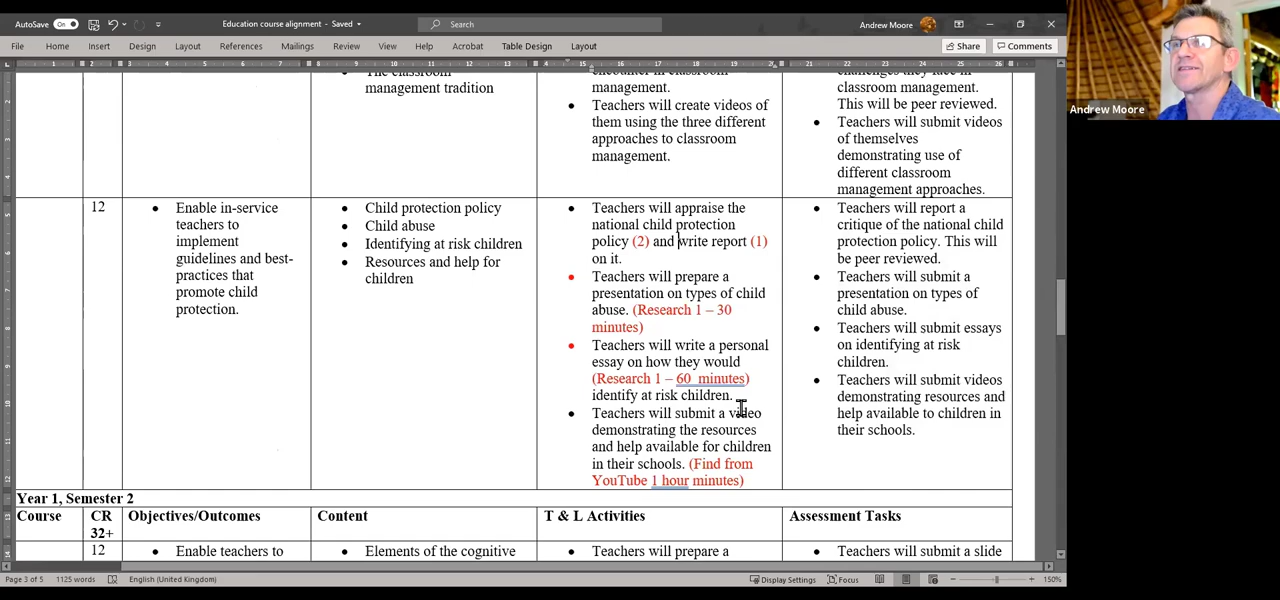 AutoSave On
Education course alignment - Saved
Search
Andrew Moore
File Home Insert Design Layout References Mailings Review View Help Acrobat Table Design Layout
Share Comments
The classroom
management tradition
encounter in classroom
management.
Teachers will create videos of
them using the three different
approaches to classroom
management.
challenges they face in
classroom management.
This will be peer reviewed.
Teachers will submit videos
of themselves
demonstrating use of
different classroom
management approaches.
12
Enable in-service
teachers to
implement
guidelines and best-
practices that
promote child
protection.
Child protection policy
Child abuse
Identifying at risk children
Resources and help for
children
Teachers will appraise the
national child protection
policy (2) and write report (1)
on it.
Teachers will prepare a
presentation on types of child
abuse. (Research 1 – 30
minutes)
Teachers will write a personal
essay on how they would
(Research 1 – 60 minutes)
identify at risk children.
Teachers will submit a video
demonstrating the resources
and help available for children
in their schools. (Find from
YouTube 1 hour minutes)
Teachers will report a
critique of the national child
protection policy. This will
be peer reviewed.
Teachers will submit a
presentation on types of
child abuse.
Teachers will submit essays
on identifying at risk
children.
Teachers will submit videos
demonstrating resources and
help available to children in
their schools.
Year 1, Semester 2
Course
CR
32+
Objectives/Outcomes
Content
T & L Activities
Assessment Tasks
12
Enable teachers to
Elements of the cognitive
Teachers will prepare a
Teachers will submit a slide
Page 3 of 5 1125 words English (United Kingdom)
Display Settings Focus 150%
Andrew Moore